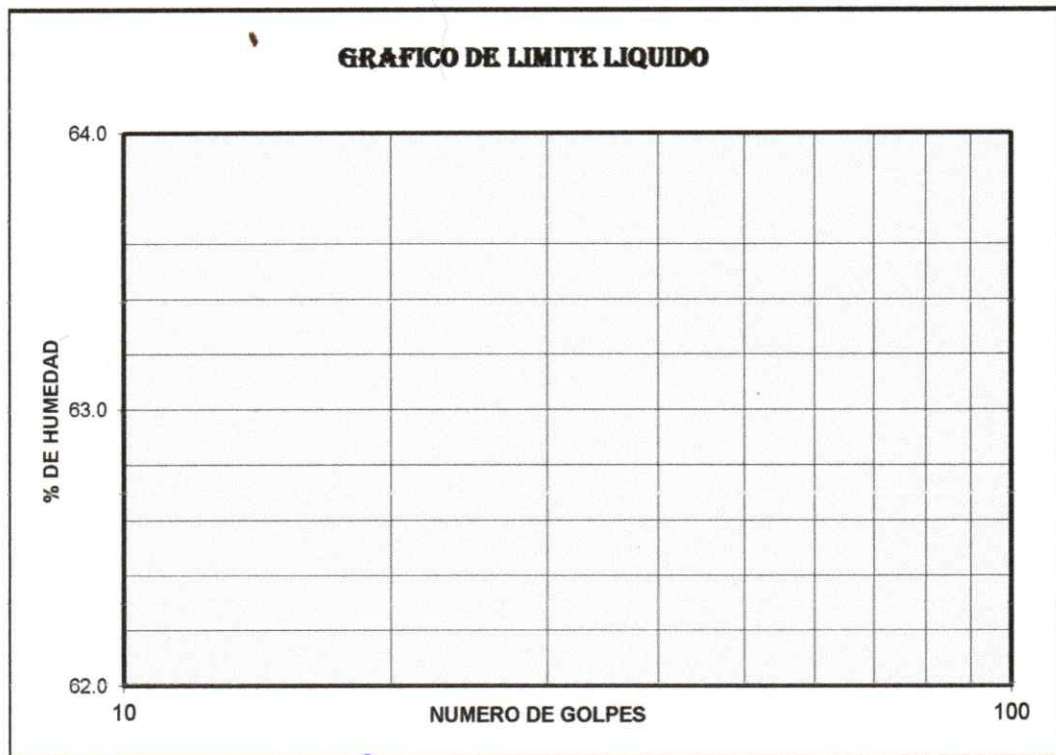 GRAFICO DE LIMITE LIQUIDO
64.0
% DE HUMEDAD
63.0
62.0
10
NUMERO DE GOLPES
100